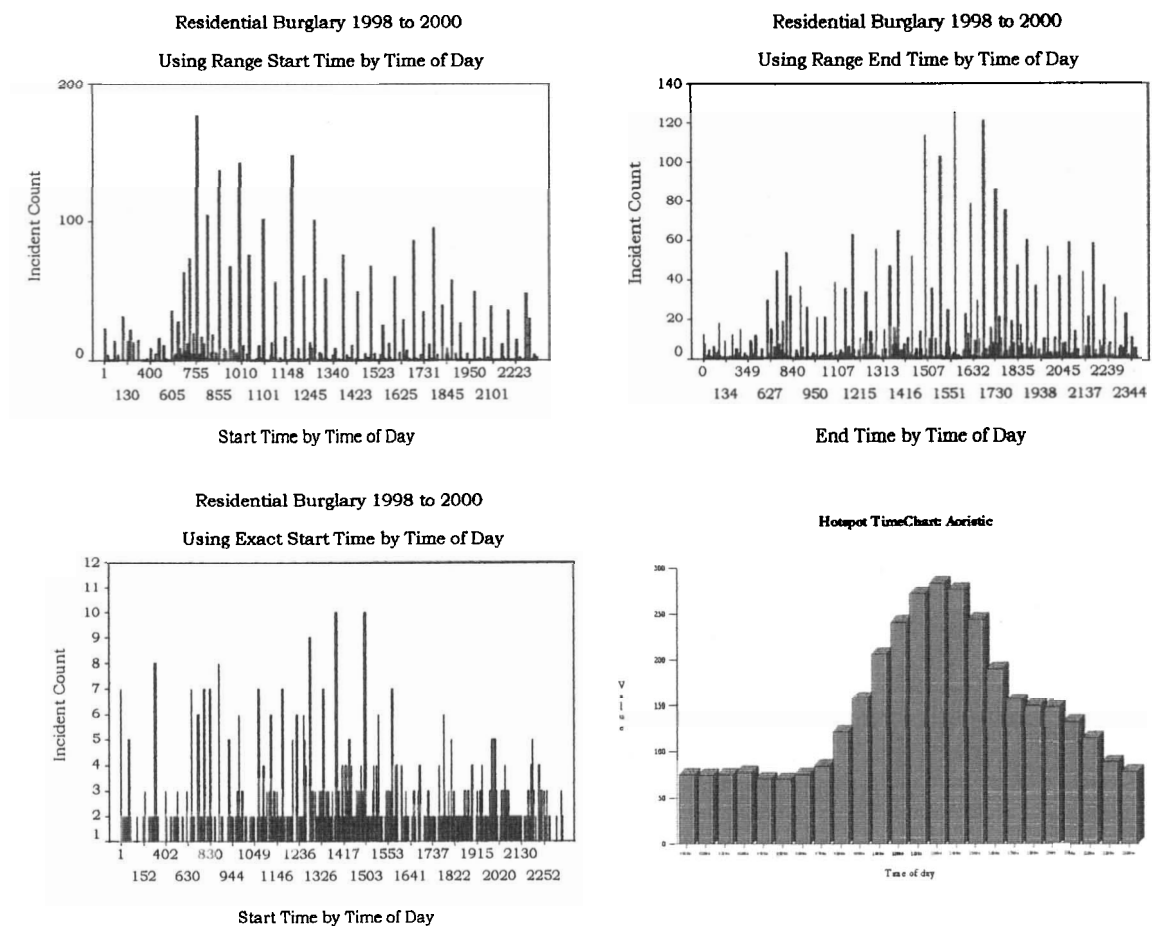 Residential Burglary 1998 to 2000
Using Range Start Time by Time of Day
200
100
0
Incident Count
1 400 755 1010 1148 1340 1523 1731 1950 2223
130 605 855 1101 1245 1423 1625 1845 2101
Start Time by Time of Day
Residential Burglary 1998 to 2000
Using Range End Time by Time of Day
140
120
100
80
60
40
20
0
Incident Count
0 349 840 1107 1313 1507 1632 1835 2045 2239
134 627 950 1215 1416 1551 1730 1938 2137 2344
End Time by Time of Day
Residential Burglary 1998 to 2000
Using Exact Start Time by Time of Day
12
11
10
9
8
7
6
5
4
3
2
1
Incident Count
1 402 830 1049 1236 1417 1553 1737 1915 2130
152 630 944 1146 1326 1503 1641 1822 2020 2252
Start Time by Time of Day
Hotspot TimeChart: Aoristic
300
250
200
150
100
50
0
Value
Time of day